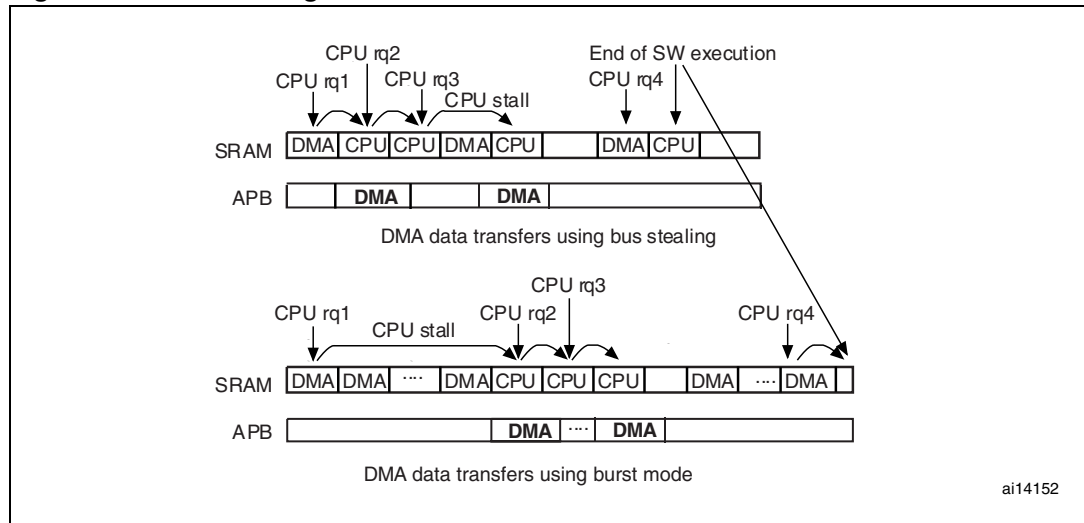 CPU rq2
End of SW execution
CPU rq1
CPU rq3
CPU rq4
CPU stall
SRAM DMA CPU CPU DMA CPU DMA CPU
APB DMA DMA
DMA data transfers using bus stealing
CPU rq3
CPU rq1
CPU stall
CPU rq2
CPU rq4
SRAM DMA DMA .... DMA CPU CPU CPU DMA .... DMA
APB DMA .... DMA
DMA data transfers using burst mode
ai14152